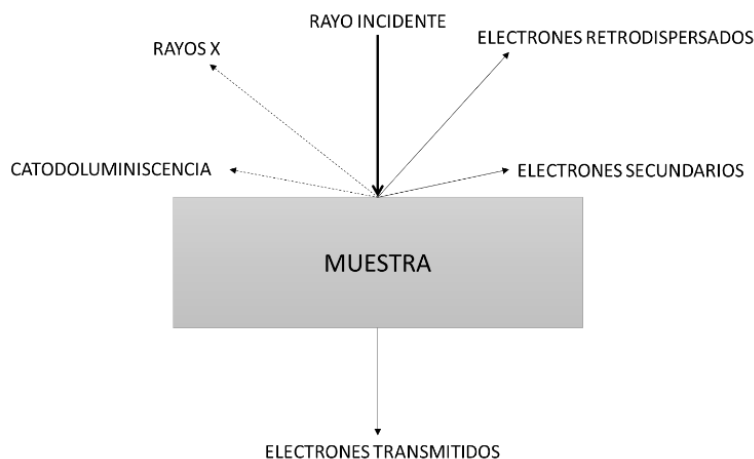 RAYO INCIDENTE
ELECTRONES RETRODISPERSADOS
RAYOS X
CATODOLUMINISCENCIA
ELECTRONES SECUNDARIOS
MUESTRA
ELECTRONES TRANSMITIDOS